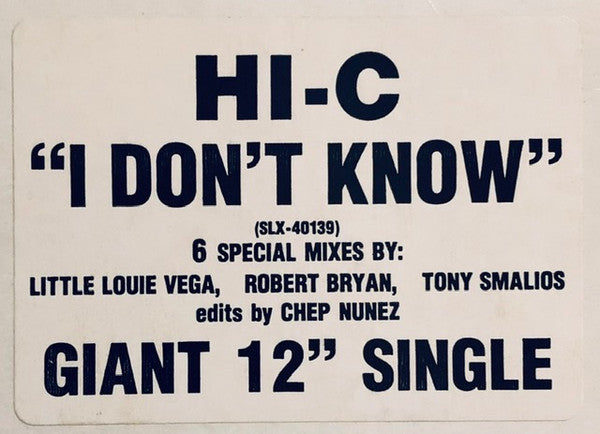 HI-C
“I DON’T KNOW”
(SLX-40139)
6 SPECIAL MIXES BY:
LITTLE LOUIE VEGA, ROBERT BRYAN, TONY SMALIOS
edits by CHEP NUNEZ
GIANT 12” SINGLE